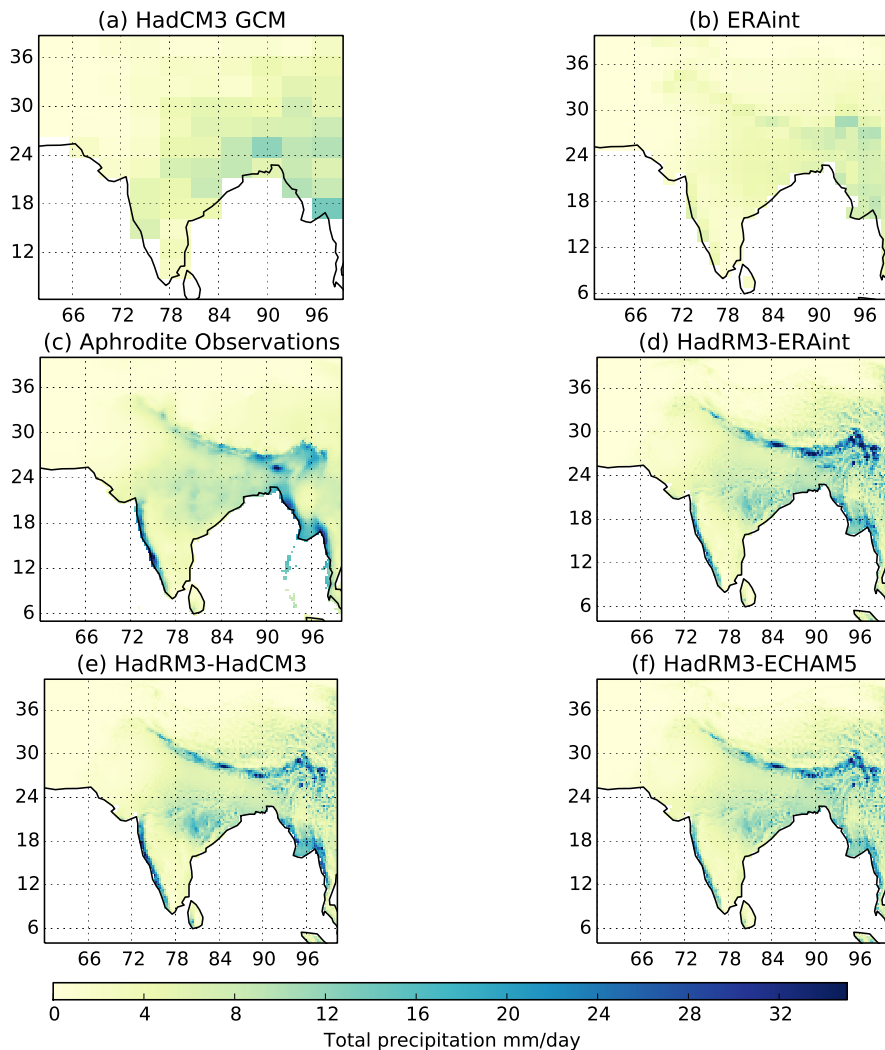 (a) HadCM3 GCM
(b) ERAint
36
30
24
18
12
66 72 78 84 90 96
36
30
24
18
12
6
66 72 78 84 90 96
(c) Aphrodite Observations
(d) HadRM3-ERAint
36
30
24
18
12
6
66 72 78 84 90 96
36
30
24
18
12
6
66 72 78 84 90 96
(e) HadRM3-HadCM3
(f) HadRM3-ECHAM5
36
30
24
18
12
6
66 72 78 84 90 96
36
30
24
18
12
6
66 72 78 84 90 96
0 4 8 12 16 20 24 28 32
Total precipitation mm/day